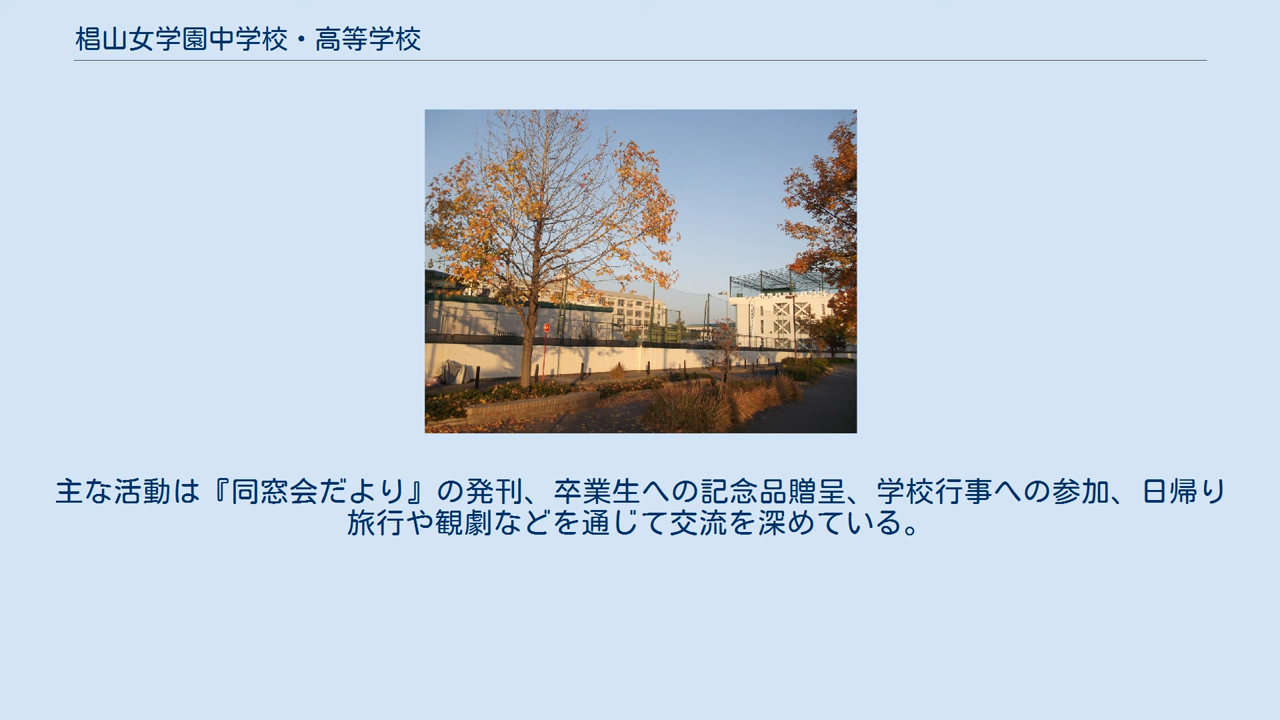 椙山女学園中学校・高等学校
主な活動は『同窓会だより』の発刊、卒業生への記念品贈呈、学校行事への参加、日帰り
旅行や観劇などを通じて交流を深めている。